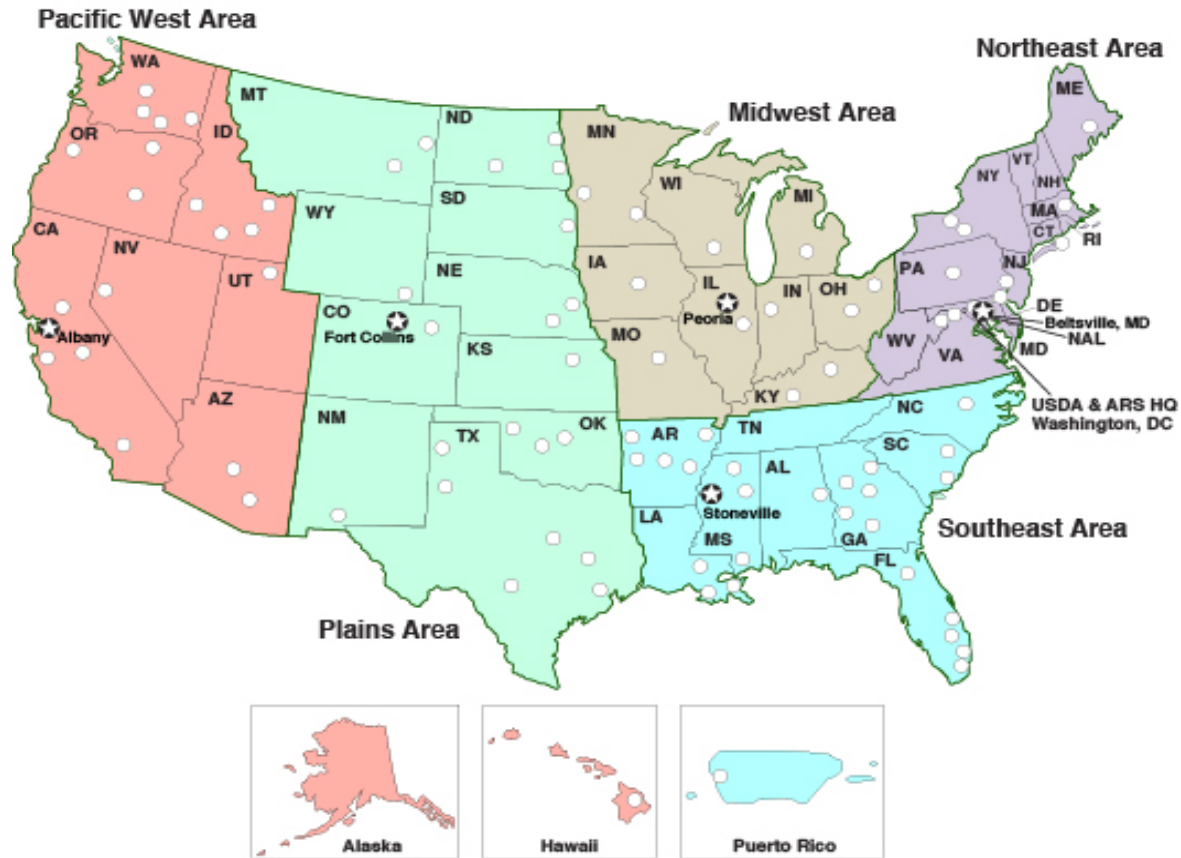 Pacific West Area
Northeast Area
Midwest Area
WA
MT
ND
MN
ME
OR
ID
WI
MI
VT
NY
NH
MA
CT
RI
WY
SD
CA
NV
UT
NE
IA
IL
IN
OH
PA
NJ
DE
Beltsville, MD
NAL
MD
CO
Fort Collins
Albany
Peoria
KS
MO
WV
VA
KY
USDA & ARS HQ
Washington, DC
AZ
NM
TX
OK
AR
TN
NC
SC
AL
Stoneville
LA
MS
GA
FL
Southeast Area
Plains Area
Alaska
Hawaii
Puerto Rico